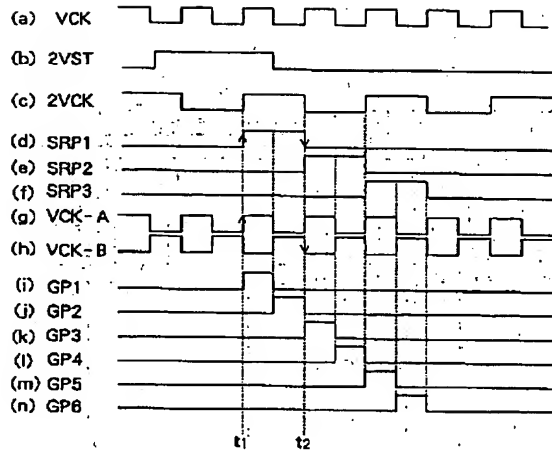 (a) VCK
(b) 2VST
(c) 2VCK
(d) SRP1
(e) SRP2
(f) SRP3
(g) VCK-A
(h) VCK-B
(i) GP1
(j) GP2
(k) GP3
(l) GP4
(m) GP5
(n) GP6
t1 t2